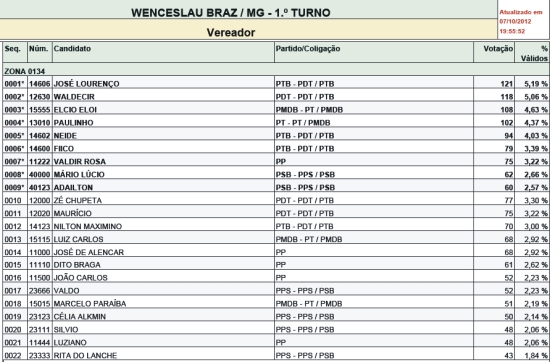 WENCESLAU BRAZ / MG - 1.º TURNO
Atualizado em
07/10/2012
19:55:52
Vereador
Seq. Núm. Candidato Partido/Coligação Votação % Válidos
ZONA 0134
0001* 14606 JOSÉ LOURENÇO PTB - PDT / PTB 121 5,19 %
0002* 12630 WALDECIR PDT - PDT / PTB 118 5,06 %
0003* 15555 ELCIO ELOI PMDB - PT / PMDB 108 4,63 %
0004* 13010 PAULINHO PT - PT / PMDB 102 4,37 %
0005* 14602 NEIDE PTB - PDT / PTB 94 4,03 %
0006* 14600 FIICO PTB - PDT / PTB 79 3,39 %
0007* 11222 VALDIR ROSA PP 75 3,22 %
0008* 40000 MÁRIO LÚCIO PSB - PPS / PSB 62 2,66 %
0009* 40123 ADAILTON PSB - PPS / PSB 60 2,57 %
0010 12000 ZÉ CHUPETA PDT - PDT / PTB 77 3,30 %
0011 12020 MAURÍCIO PDT - PDT / PTB 75 3,22 %
0012 14123 NILTON MAXIMINO PTB - PDT / PTB 70 3,00 %
0013 15115 LUIZ CARLOS PMDB - PT / PMDB 68 2,92 %
0014 11000 JOSÉ DE ALENCAR PP 68 2,92 %
0015 11110 DITO BRAGA PP 61 2,62 %
0016 11500 JOÃO CARLOS PP 52 2,23 %
0017 23666 VALDO PPS - PPS / PSB 52 2,23 %
0018 15015 MARCELO PARAÍBA PMDB - PT / PMDB 51 2,19 %
0019 23123 CÉLIA ALKMIN PPS - PPS / PSB 50 2,14 %
0020 23111 SILVIO PPS - PPS / PSB 48 2,06 %
0021 11444 LUZIANO PP 48 2,06 %
0022 23333 RITA DO LANCHE PPS - PPS / PSB 43 1,84 %